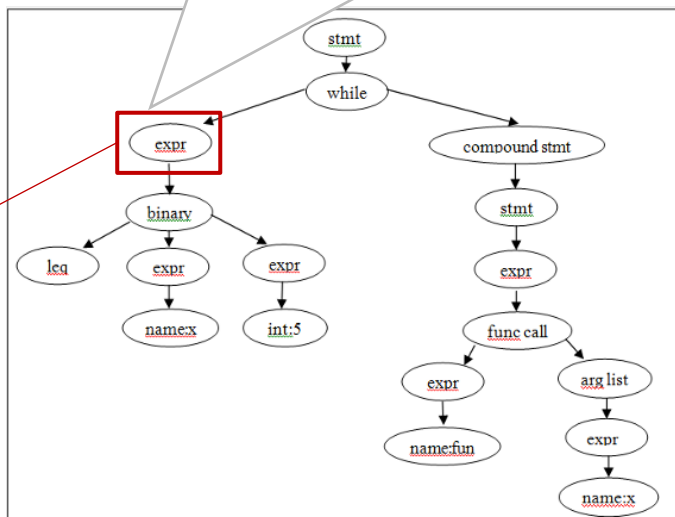 stmt
while
expr
compound stmt
binary
stmt
leq
expr
expr
expr
name:x
int:5
func call
expr
arg list
name:fun
expr
name:x